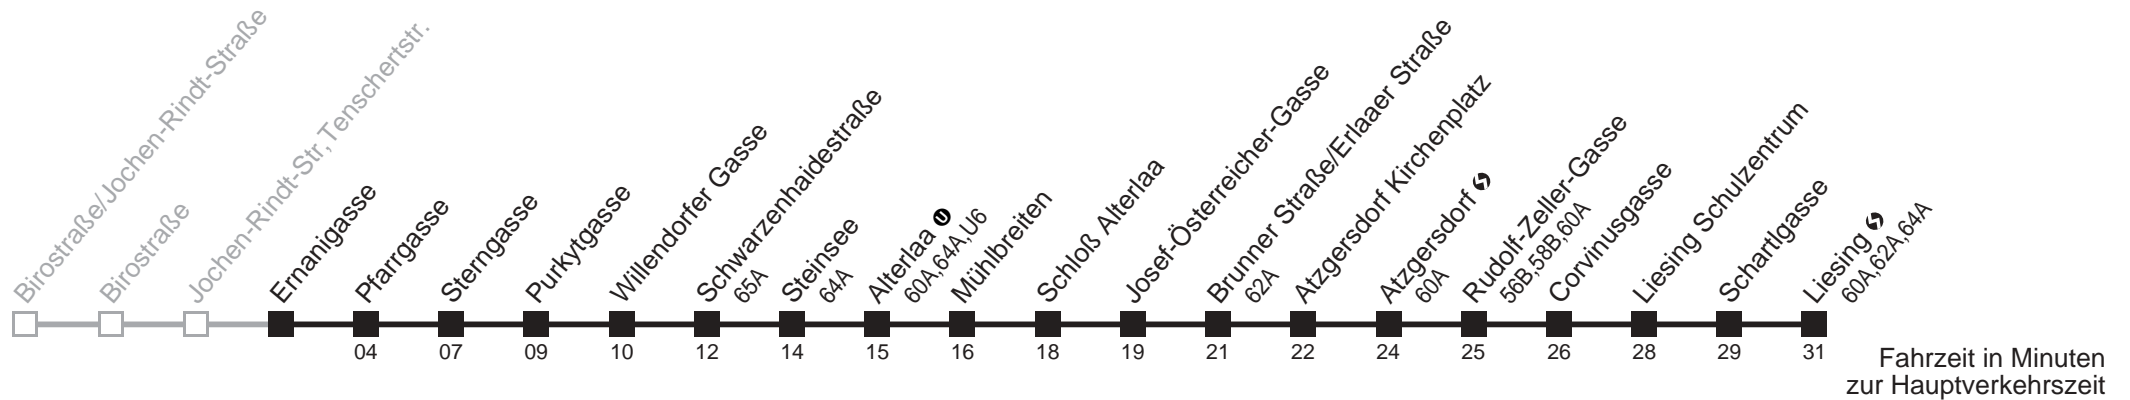 Birostraße/Jochen-Rindt-Straße
Birostraße
Jochen-Rindt-Str,Tenschertstr.
Ernanigasse
Pfarrgasse
04
Sterngasse
07
Purkytgasse
09
Willendorfer Gasse
10
Schwarzenhaidestraße
65A
12
Steinsee
64A
14
Alterlaa U
60A,64A,U6
15
Mühlbreiten
16
Schloß Alterlaa
18
Josef-Österreicher-Gasse
19
Brunner Straße/Erlaaer Straße
62A
21
Atzgersdorf Kirchenplatz
22
Atzgersdorf
60A
24
Rudolf-Zeller-Gasse
56B,58B,60A
25
Corvinusgasse
26
Liesing Schulzentrum
28
Schartlgasse
29
Liesing
60A,62A,64A
31
Fahrzeit in Minuten
zur Hauptverkehrszeit